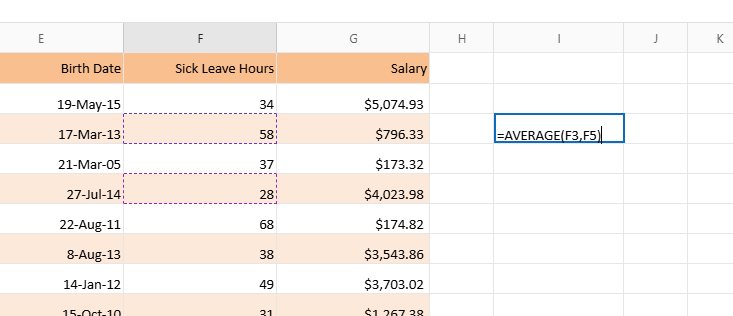 E F G H I J K
Birth Date Sick Leave Hours Salary
19-May-15 34 $5,074.93
17-Mar-13 58 $796.33 =AVERAGE(F3,F5)
21-Mar-05 37 $173.32
27-Jul-14 28 $4,023.98
22-Aug-11 68 $174.82
8-Aug-13 38 $3,543.86
14-Jan-12 49 $3,703.02
15-Oct-10 31 $1,267.38